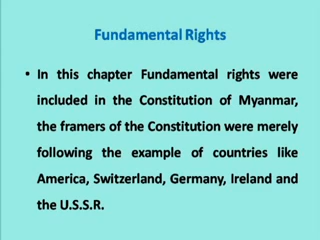 Fundamental Rights
• In this chapter Fundamental rights were
included in the Constitution of Myanmar,
the framers of the Constitution were merely
following the example of countries like
America, Switzerland, Germany, Ireland and
the U.S.S.R.